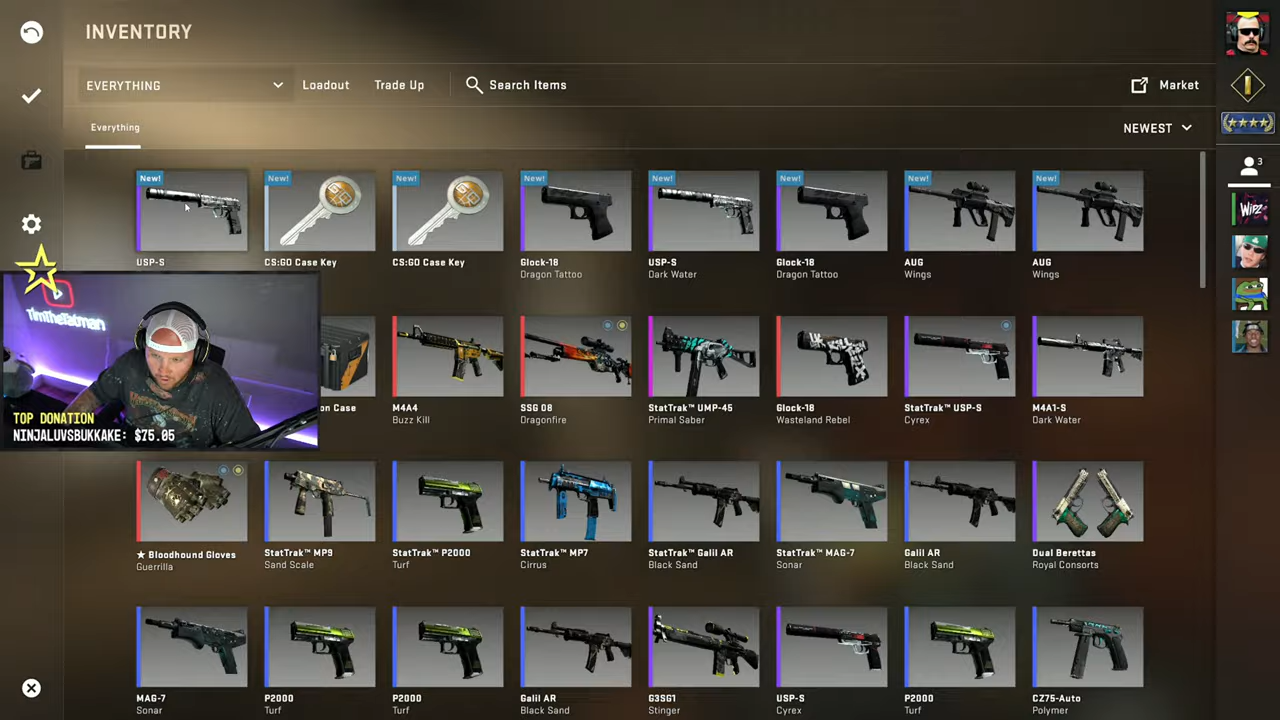 INVENTORY
EVERYTHING
Loadout
Trade Up
Search Items
Market
Everything
NEWEST
3
New!
New!
New!
New!
New!
New!
New!
New!
USP-S
CS:GO Case Key
CS:GO Case Key
Glock-18
Dragon Tattoo
USP-S
Dark Water
Glock-18
Dragon Tattoo
AUG
Wings
AUG
Wings
WIPZ
TimTheTatman
TOP DONATION
NINJALUVSBUKKAKE: $75.05
on Case
M4A4
Buzz Kill
SSG 08
Dragonfire
StatTrak™ UMP-45
Primal Saber
Glock-18
Wasteland Rebel
StatTrak™ USP-S
Cyrex
M4A1-S
Dark Water
★ Bloodhound Gloves
Guerrilla
StatTrak™ MP9
Sand Scale
StatTrak™ P2000
Turf
StatTrak™ MP7
Cirrus
StatTrak™ Galil AR
Black Sand
StatTrak™ MAG-7
Sonar
Galil AR
Black Sand
Dual Berettas
Royal Consorts
MAG-7
Sonar
P2000
Turf
P2000
Turf
Galil AR
Black Sand
G3SG1
Stinger
USP-S
Cyrex
P2000
Turf
CZ75-Auto
Polymer